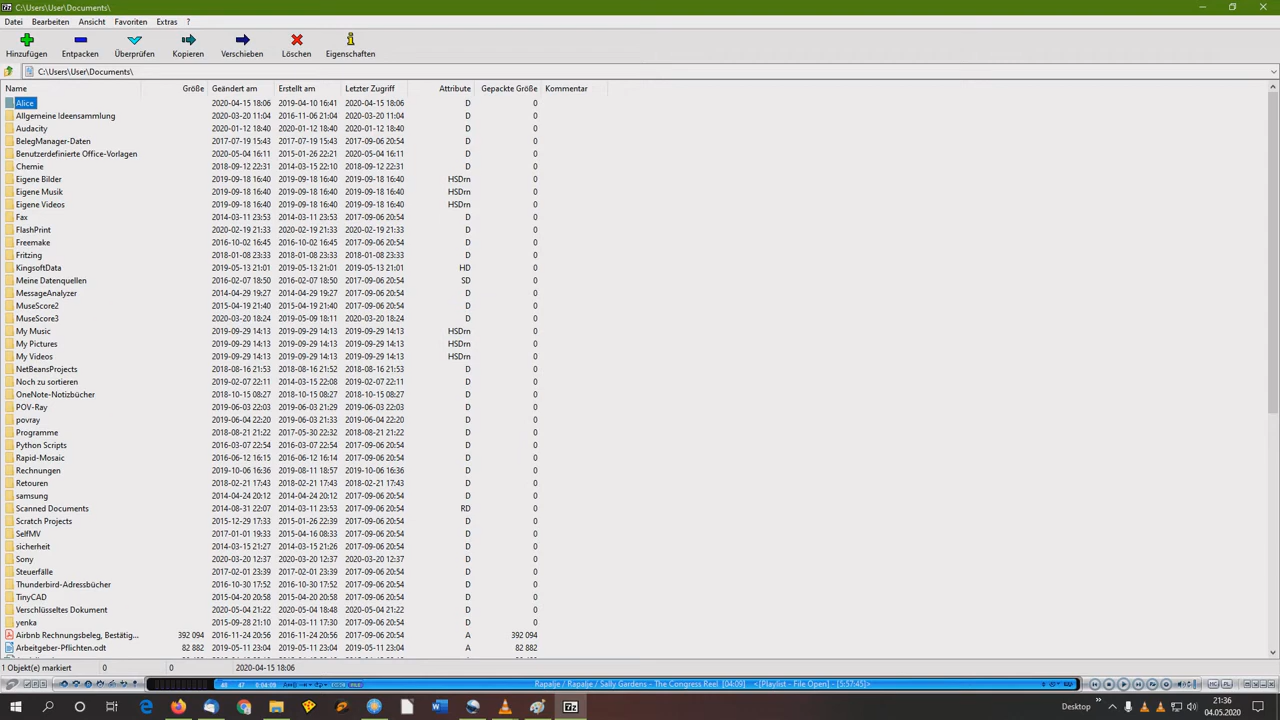 C:\Users\User\Documents\
Datei Bearbeiten Ansicht Favoriten Extras ?
Hinzufügen Entpacken Überprüfen Kopieren Verschieben Löschen Eigenschaften
C:\Users\User\Documents\
Name Größe Geändert am Erstellt am Letzter Zugriff Attribute Gepackte Größe Kommentar
Alice 2020-04-15 18:06 2019-04-10 16:41 2020-04-15 18:06 D 0
Allgemeine Ideensammlung 2020-03-20 11:04 2016-11-06 21:04 2020-03-20 11:04 D 0
Audacity 2020-01-12 18:40 2020-01-12 18:40 2020-01-12 18:40 D 0
BelegManager-Daten 2017-07-19 15:43 2017-07-19 15:43 2017-09-06 20:54 D 0
Benutzerdefinierte Office-Vorlagen 2020-05-04 16:11 2015-01-26 22:21 2020-05-04 16:11 D 0
Chemie 2018-09-12 22:31 2014-03-15 22:10 2018-09-12 22:31 D 0
Eigene Bilder 2019-09-18 16:40 2019-09-18 16:40 2019-09-18 16:40 HSDrn 0
Eigene Musik 2019-09-18 16:40 2019-09-18 16:40 2019-09-18 16:40 HSDrn 0
Eigene Videos 2019-09-18 16:40 2019-09-18 16:40 2019-09-18 16:40 HSDrn 0
Fax 2014-03-11 23:53 2014-03-11 23:53 2017-09-06 20:54 D 0
FlashPrint 2020-02-19 21:33 2020-02-19 21:33 2020-02-19 21:33 D 0
Freemake 2016-10-02 16:45 2016-10-02 16:45 2017-09-06 20:54 D 0
Fritzing 2018-01-08 23:33 2018-01-08 23:33 2018-01-08 23:33 D 0
KingsoftData 2019-05-13 21:01 2019-05-13 21:01 2019-05-13 21:01 HD 0
Meine Datenquellen 2016-02-07 18:50 2016-02-07 18:50 2017-09-06 20:54 SD 0
MessageAnalyzer 2014-04-29 19:27 2014-04-29 19:27 2017-09-06 20:54 D 0
MuseScore2 2015-04-19 21:40 2015-04-19 21:40 2017-09-06 20:54 D 0
MuseScore3 2020-03-20 18:24 2019-05-09 18:11 2020-03-20 18:24 D 0
My Music 2019-09-29 14:13 2019-09-29 14:13 2019-09-29 14:13 HSDrn 0
My Pictures 2019-09-29 14:13 2019-09-29 14:13 2019-09-29 14:13 HSDrn 0
My Videos 2019-09-29 14:13 2019-09-29 14:13 2019-09-29 14:13 HSDrn 0
NetBeansProjects 2018-08-16 21:53 2018-08-16 21:52 2018-08-16 21:53 D 0
Noch zu sortieren 2019-02-07 22:11 2014-03-15 22:08 2019-02-07 22:11 D 0
OneNote-Notizbücher 2018-10-15 08:27 2018-10-15 08:27 2018-10-15 08:27 D 0
POV-Ray 2019-06-03 22:03 2019-06-03 21:29 2019-06-03 22:03 D 0
povray 2019-06-04 22:20 2019-06-03 21:33 2019-06-04 22:20 D 0
Programme 2018-08-21 21:22 2017-05-30 22:32 2018-08-21 21:22 D 0
Python Scripts 2016-03-07 22:54 2016-03-07 22:54 2017-09-06 20:54 D 0
Rapid-Mosaic 2016-06-12 16:15 2016-06-12 16:14 2017-09-06 20:54 D 0
Rechnungen 2019-10-06 16:36 2019-08-11 18:57 2019-10-06 16:36 D 0
Retouren 2018-02-21 17:43 2018-02-21 17:43 2018-02-21 17:43 D 0
samsung 2014-04-24 20:12 2014-04-24 20:12 2017-09-06 20:54 D 0
Scanned Documents 2014-08-31 22:07 2014-03-11 23:53 2017-09-06 20:54 RD 0
Scratch Projects 2015-12-29 17:33 2015-01-26 22:39 2017-09-06 20:54 D 0
SelfMV 2017-01-01 19:33 2015-04-16 08:33 2017-09-06 20:54 D 0
sicherheit 2014-03-15 21:27 2014-03-15 21:26 2017-09-06 20:54 D 0
Sony 2020-03-20 12:37 2020-03-20 12:37 2020-03-20 12:37 D 0
Steuerfälle 2017-02-01 23:39 2017-02-01 23:39 2017-09-06 20:54 D 0
Thunderbird-Adressbücher 2016-10-30 17:52 2016-10-30 17:52 2017-09-06 20:54 D 0
TinyCAD 2015-04-20 20:58 2015-04-20 20:58 2017-09-06 20:54 D 0
Verschlüsseltes Dokument 2020-05-04 21:22 2020-05-04 18:48 2020-05-04 21:22 D 0
yenka 2015-09-28 21:10 2014-03-11 17:30 2017-09-06 20:54 D 0
Airbnb Rechnungsbeleg, Bestätig... 392 094 2016-11-24 20:56 2016-11-24 20:56 2017-09-06 20:54 A 392 094
Arbeitgeber-Pflichten.odt 82 882 2019-05-11 23:04 2019-05-11 23:04 2019-05-11 23:04 A 82 882
1 Objekt(e) markiert 0 0 2020-04-15 18:06
48 47 0:04:09 Rapalje / Rapalje / Sally Gardens - The Congress Reel [04:09] <[Playlist - File Open] - [5:57:45]>
Desktop 21:36
04.05.2020